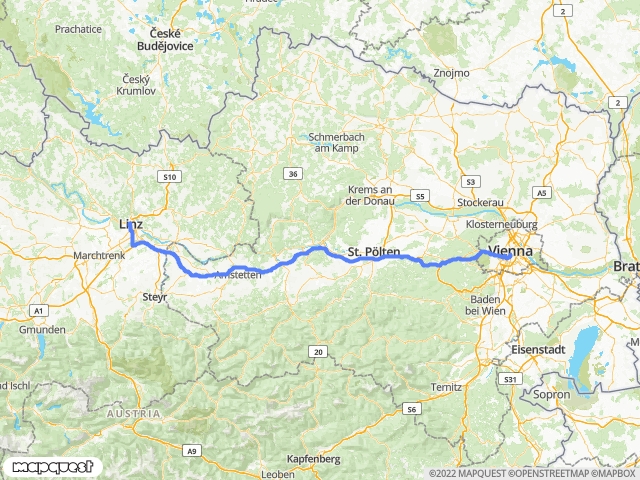 Prachatice
České
Budějovice
2
Znojmo
Český
Krumlov
2
Schmerbach
am Kamp
S10
36
S3
Krems an
der Donau
S5
A5
Stockerau
Klosterneuburg
Linz
Marchtrenk
St. Pölten
Vienna
Brat
Amstetten
Steyr
Baden
bei Wien
A1
Gmunden
Eisenstadt
20
S31
Ischl
Ternitz
Sopron
AUSTRIA
S6
A9
Kapfenberg
Leoben
mapquest
©2022 MAPQUEST ©OPENSTREETMAP ©MAPBOX